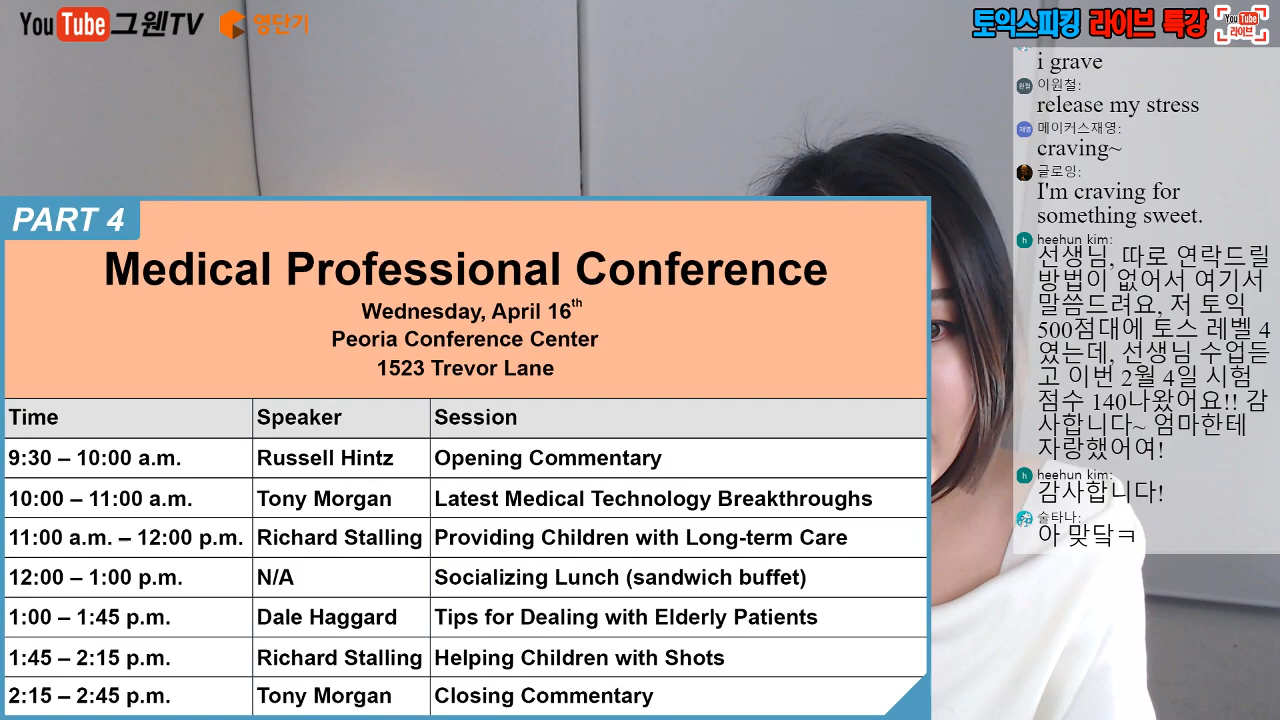 YouTube 그웬TV 영단기
토익스피킹 라이브 특강 YouTube 라이브
PART 4
Medical Professional Conference
Wednesday, April 16th
Peoria Conference Center
1523 Trevor Lane
Time Speaker Session
9:30 – 10:00 a.m. Russell Hintz Opening Commentary
10:00 – 11:00 a.m. Tony Morgan Latest Medical Technology Breakthroughs
11:00 a.m. – 12:00 p.m. Richard Stalling Providing Children with Long-term Care
12:00 – 1:00 p.m. N/A Socializing Lunch (sandwich buffet)
1:00 – 1:45 p.m. Dale Haggard Tips for Dealing with Elderly Patients
1:45 – 2:15 p.m. Richard Stalling Helping Children with Shots
2:15 – 2:45 p.m. Tony Morgan Closing Commentary
i grave
이원철:
release my stress
메이커스재영:
craving~
글로잉:
I'm craving for
something sweet.
h heehun kim:
선생님, 따로 연락드릴
방법이 없어서 여기서
말씀드려요, 저 토익
500점대에 토스 레벨 4
였는데, 선생님 수업듣
고 이번 2월 4일 시험
점수 140나왔어요!! 감
사합니다~ 엄마한테
자랑했어여!
h heehun kim:
감사합니다!
술타나:
아 맞닼ㅋ